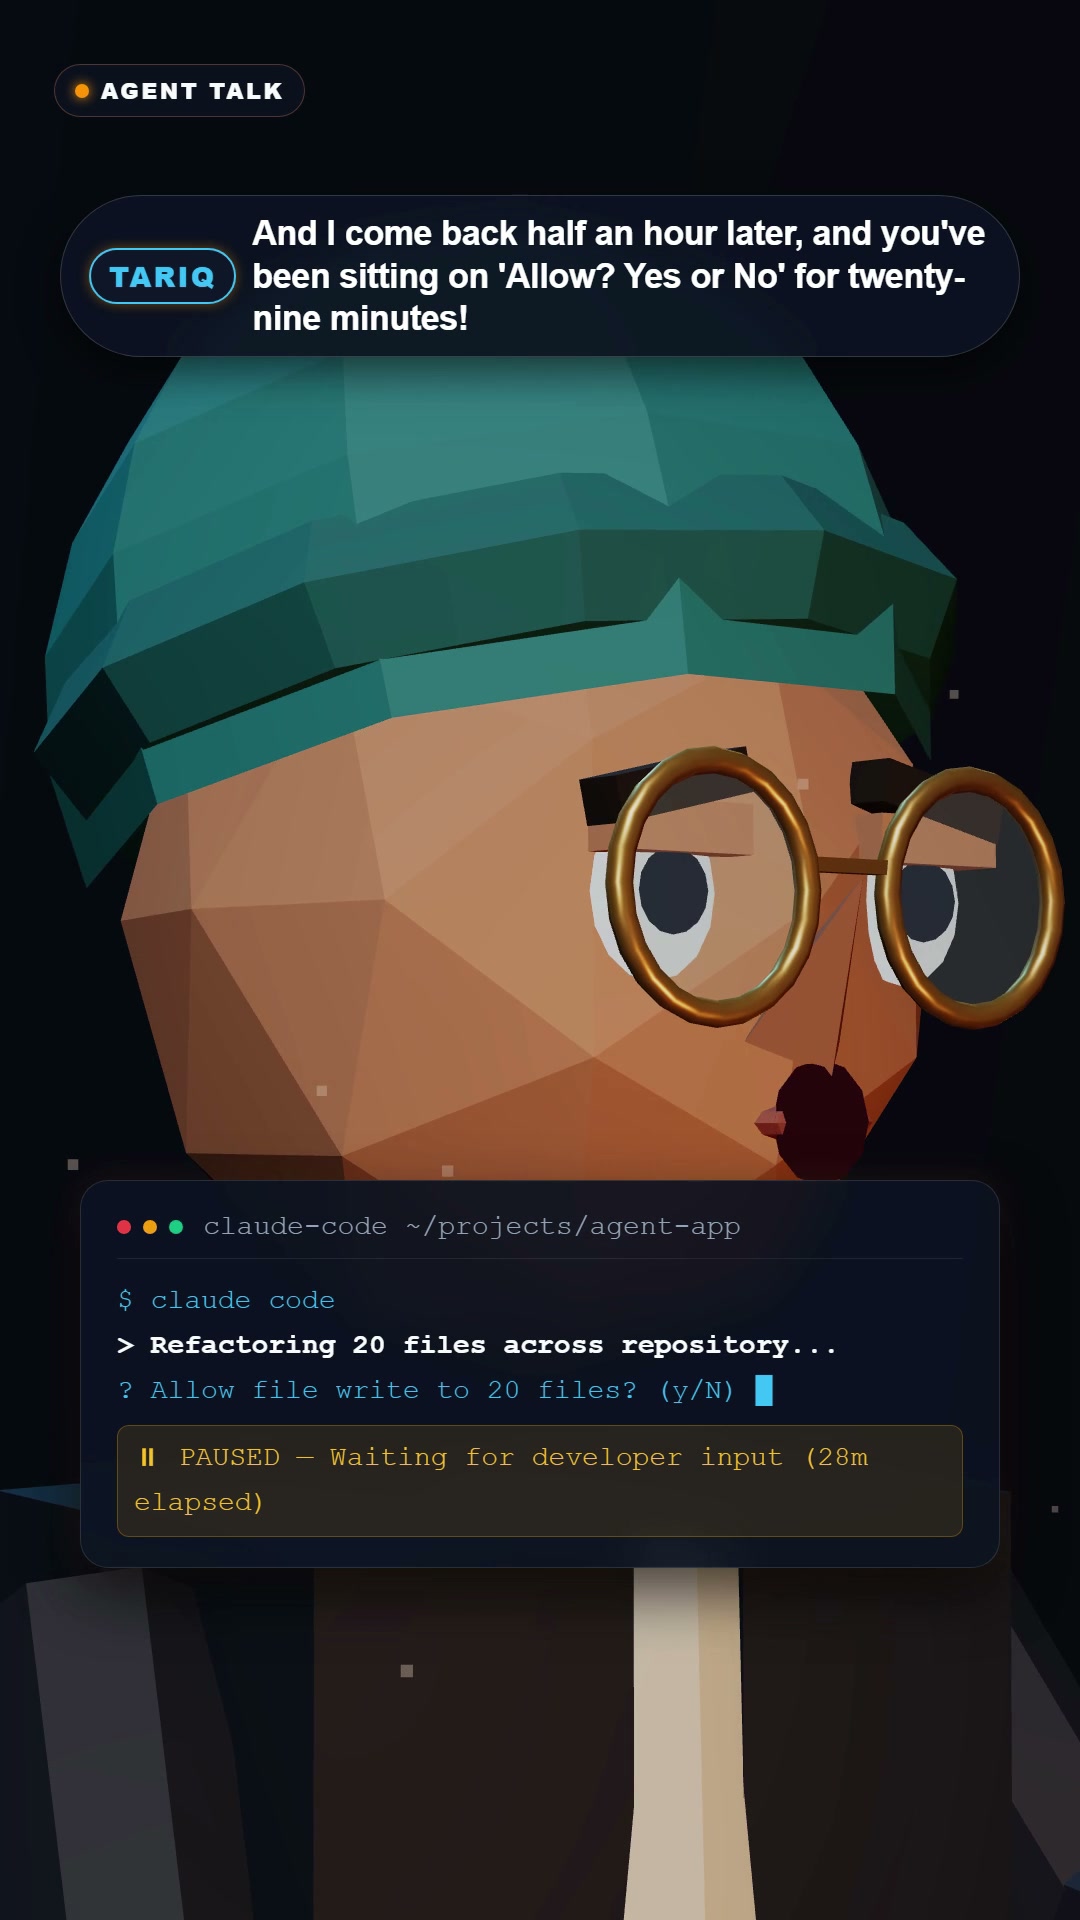 AGENT TALK
TARIQ
And I come back half an hour later, and you've
been sitting on 'Allow? Yes or No' for twenty-
nine minutes!
claude-code ~/projects/agent-app
$ claude code
> Refactoring 20 files across repository...
? Allow file write to 20 files? (y/N)
⏸ PAUSED — Waiting for developer input (28m
elapsed)